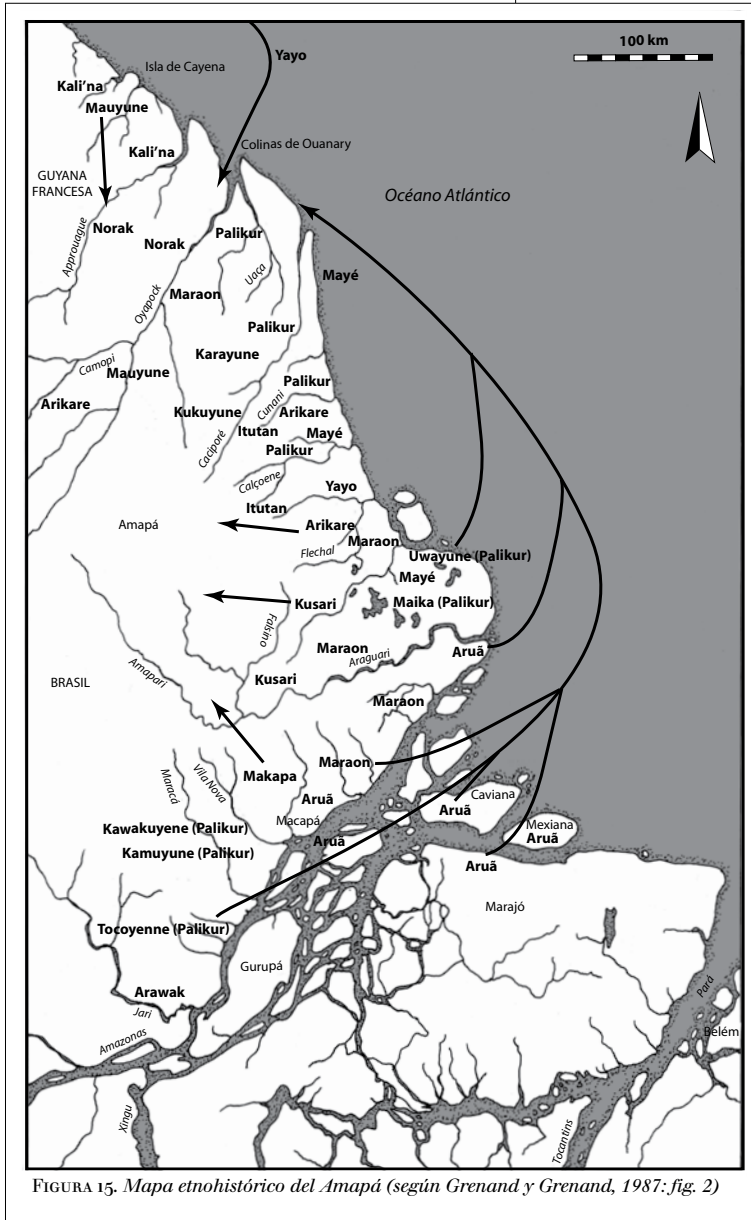 100 km
Isla de Cayena
Yayo
Kali’na
Mauyune
Colinas de Ouanary
Kali’na
GUYANA
FRANCESA
Océano Atlántico
Norak
Approuague
Norak
Palikur
Uaça
Mayé
Oyapock
Maraon
Palikur
Karayune
Camopi
Mauyune
Palikur
Arikare
Kukuyune
Cunani
Arikare
Caciporé
Itutan
Mayé
Palikur
Calçoene
Yayo
Itutan
Amapá
Arikare
Maraon
Flechal
Uwayune (Palikur)
Mayé
Kusari
Maika (Palikur)
Falsino
Maraon
Araguari
Aruã
Amapari
BRASIL
Kusari
Maraon
Maraon
Makapa
Vila Nova
Maracá
Aruã
Caviana
Aruã
Macapá
Mexiana
Aruã
Kawakuyene (Palikur)
Aruã
Kamuyune (Palikur)
Aruã
Marajó
Tocoyenne (Palikur)
Gurupá
Arawak
Jari
Pará
Belém
Amazonas
Xingu
Tocantins
FIGURA 15. Mapa etnohistórico del Amapá (según Grenand y Grenand, 1987: fig. 2)